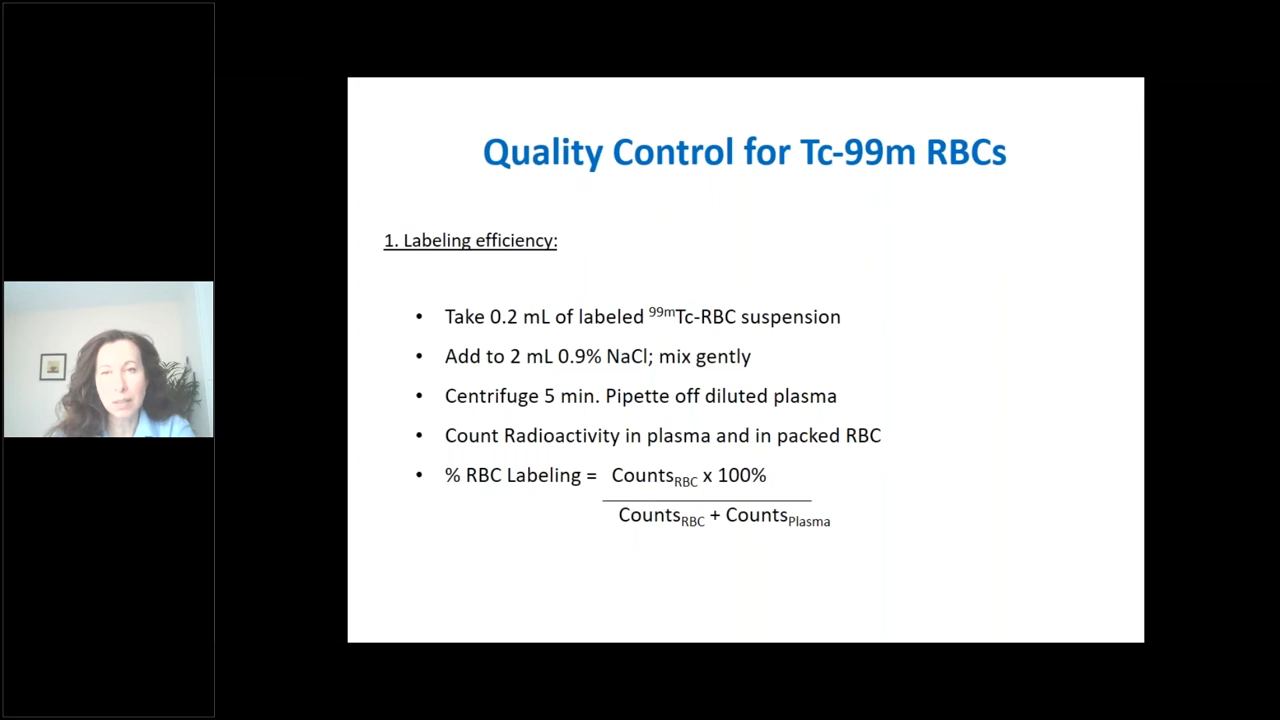 Quality Control for Tc-99m RBCs
1. Labeling efficiency:
• Take 0.2 mL of labeled ⁹⁹ᵐTc-RBC suspension
• Add to 2 mL 0.9% NaCl; mix gently
• Centrifuge 5 min. Pipette off diluted plasma
• Count Radioactivity in plasma and in packed RBC
• % RBC Labeling = CountsRBC x 100%
CountsRBC + CountsPlasma